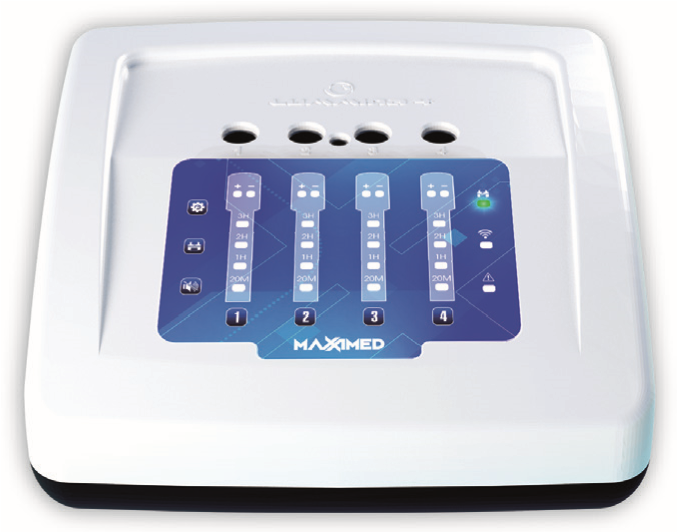 1 2 3 4
+ - + - + - + -
3H 3H 3H 3H
2H 2H 2H 2H
1H 1H 1H 1H
20M 20M 20M 20M
1 2 3 4
MAXXIMED